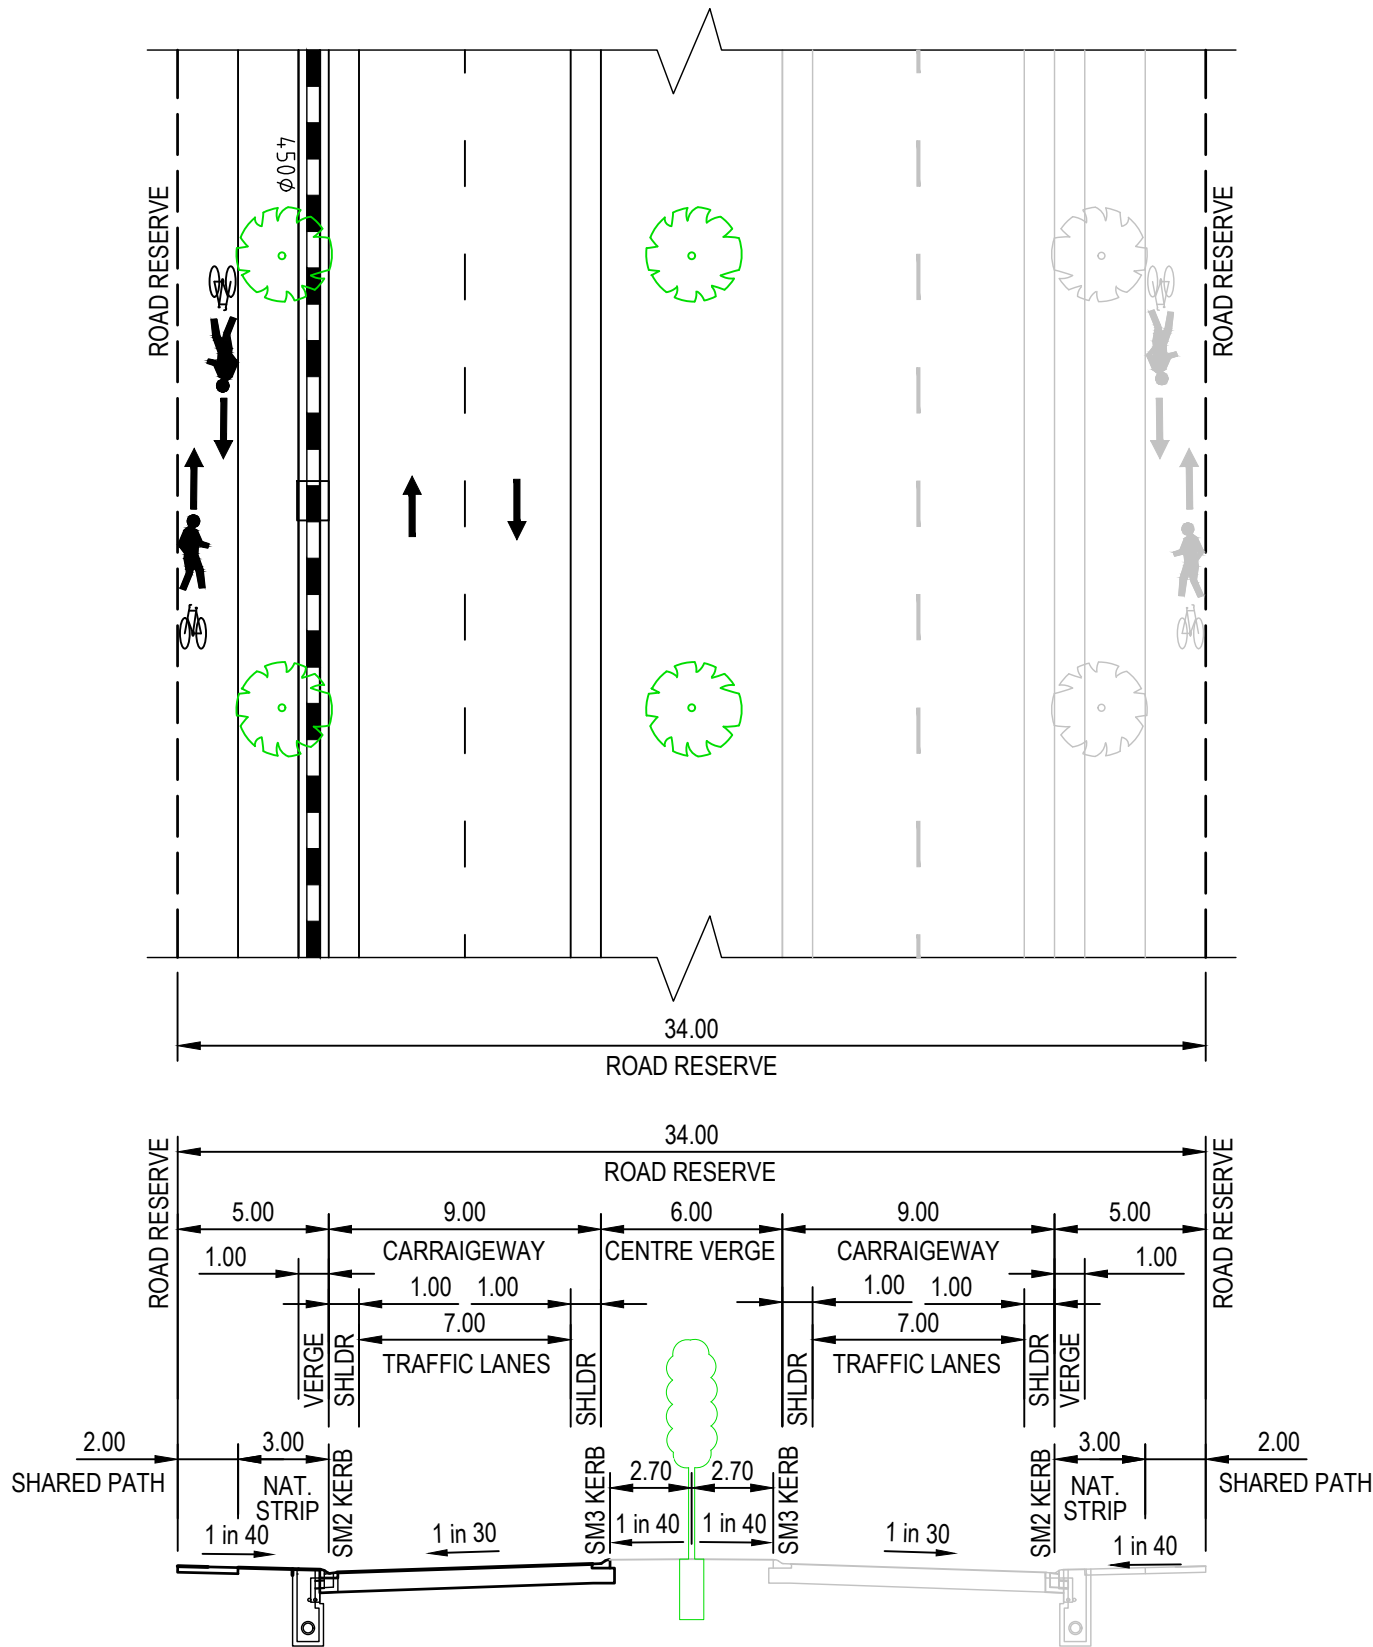 450Ø
ROAD RESERVE
ROAD RESERVE
34.00
ROAD RESERVE
34.00
ROAD RESERVE
ROAD RESERVE
ROAD RESERVE
5.00
9.00
6.00
9.00
5.00
CARRAIGEWAY
CENTRE VERGE
CARRAIGEWAY
1.00
1.00
1.00
1.00
1.00
1.00
7.00
7.00
TRAFFIC LANES
TRAFFIC LANES
VERGE
SHLDR
SHLDR
SHLDR
SHLDR
VERGE
2.00
3.00
3.00
2.00
SHARED PATH
NAT.
STRIP
SM2 KERB
SM3 KERB
2.70
2.70
SM3 KERB
SM2 KERB
NAT.
STRIP
SHARED PATH
1 in 40
1 in 30
1 in 40
1 in 40
1 in 30
1 in 40